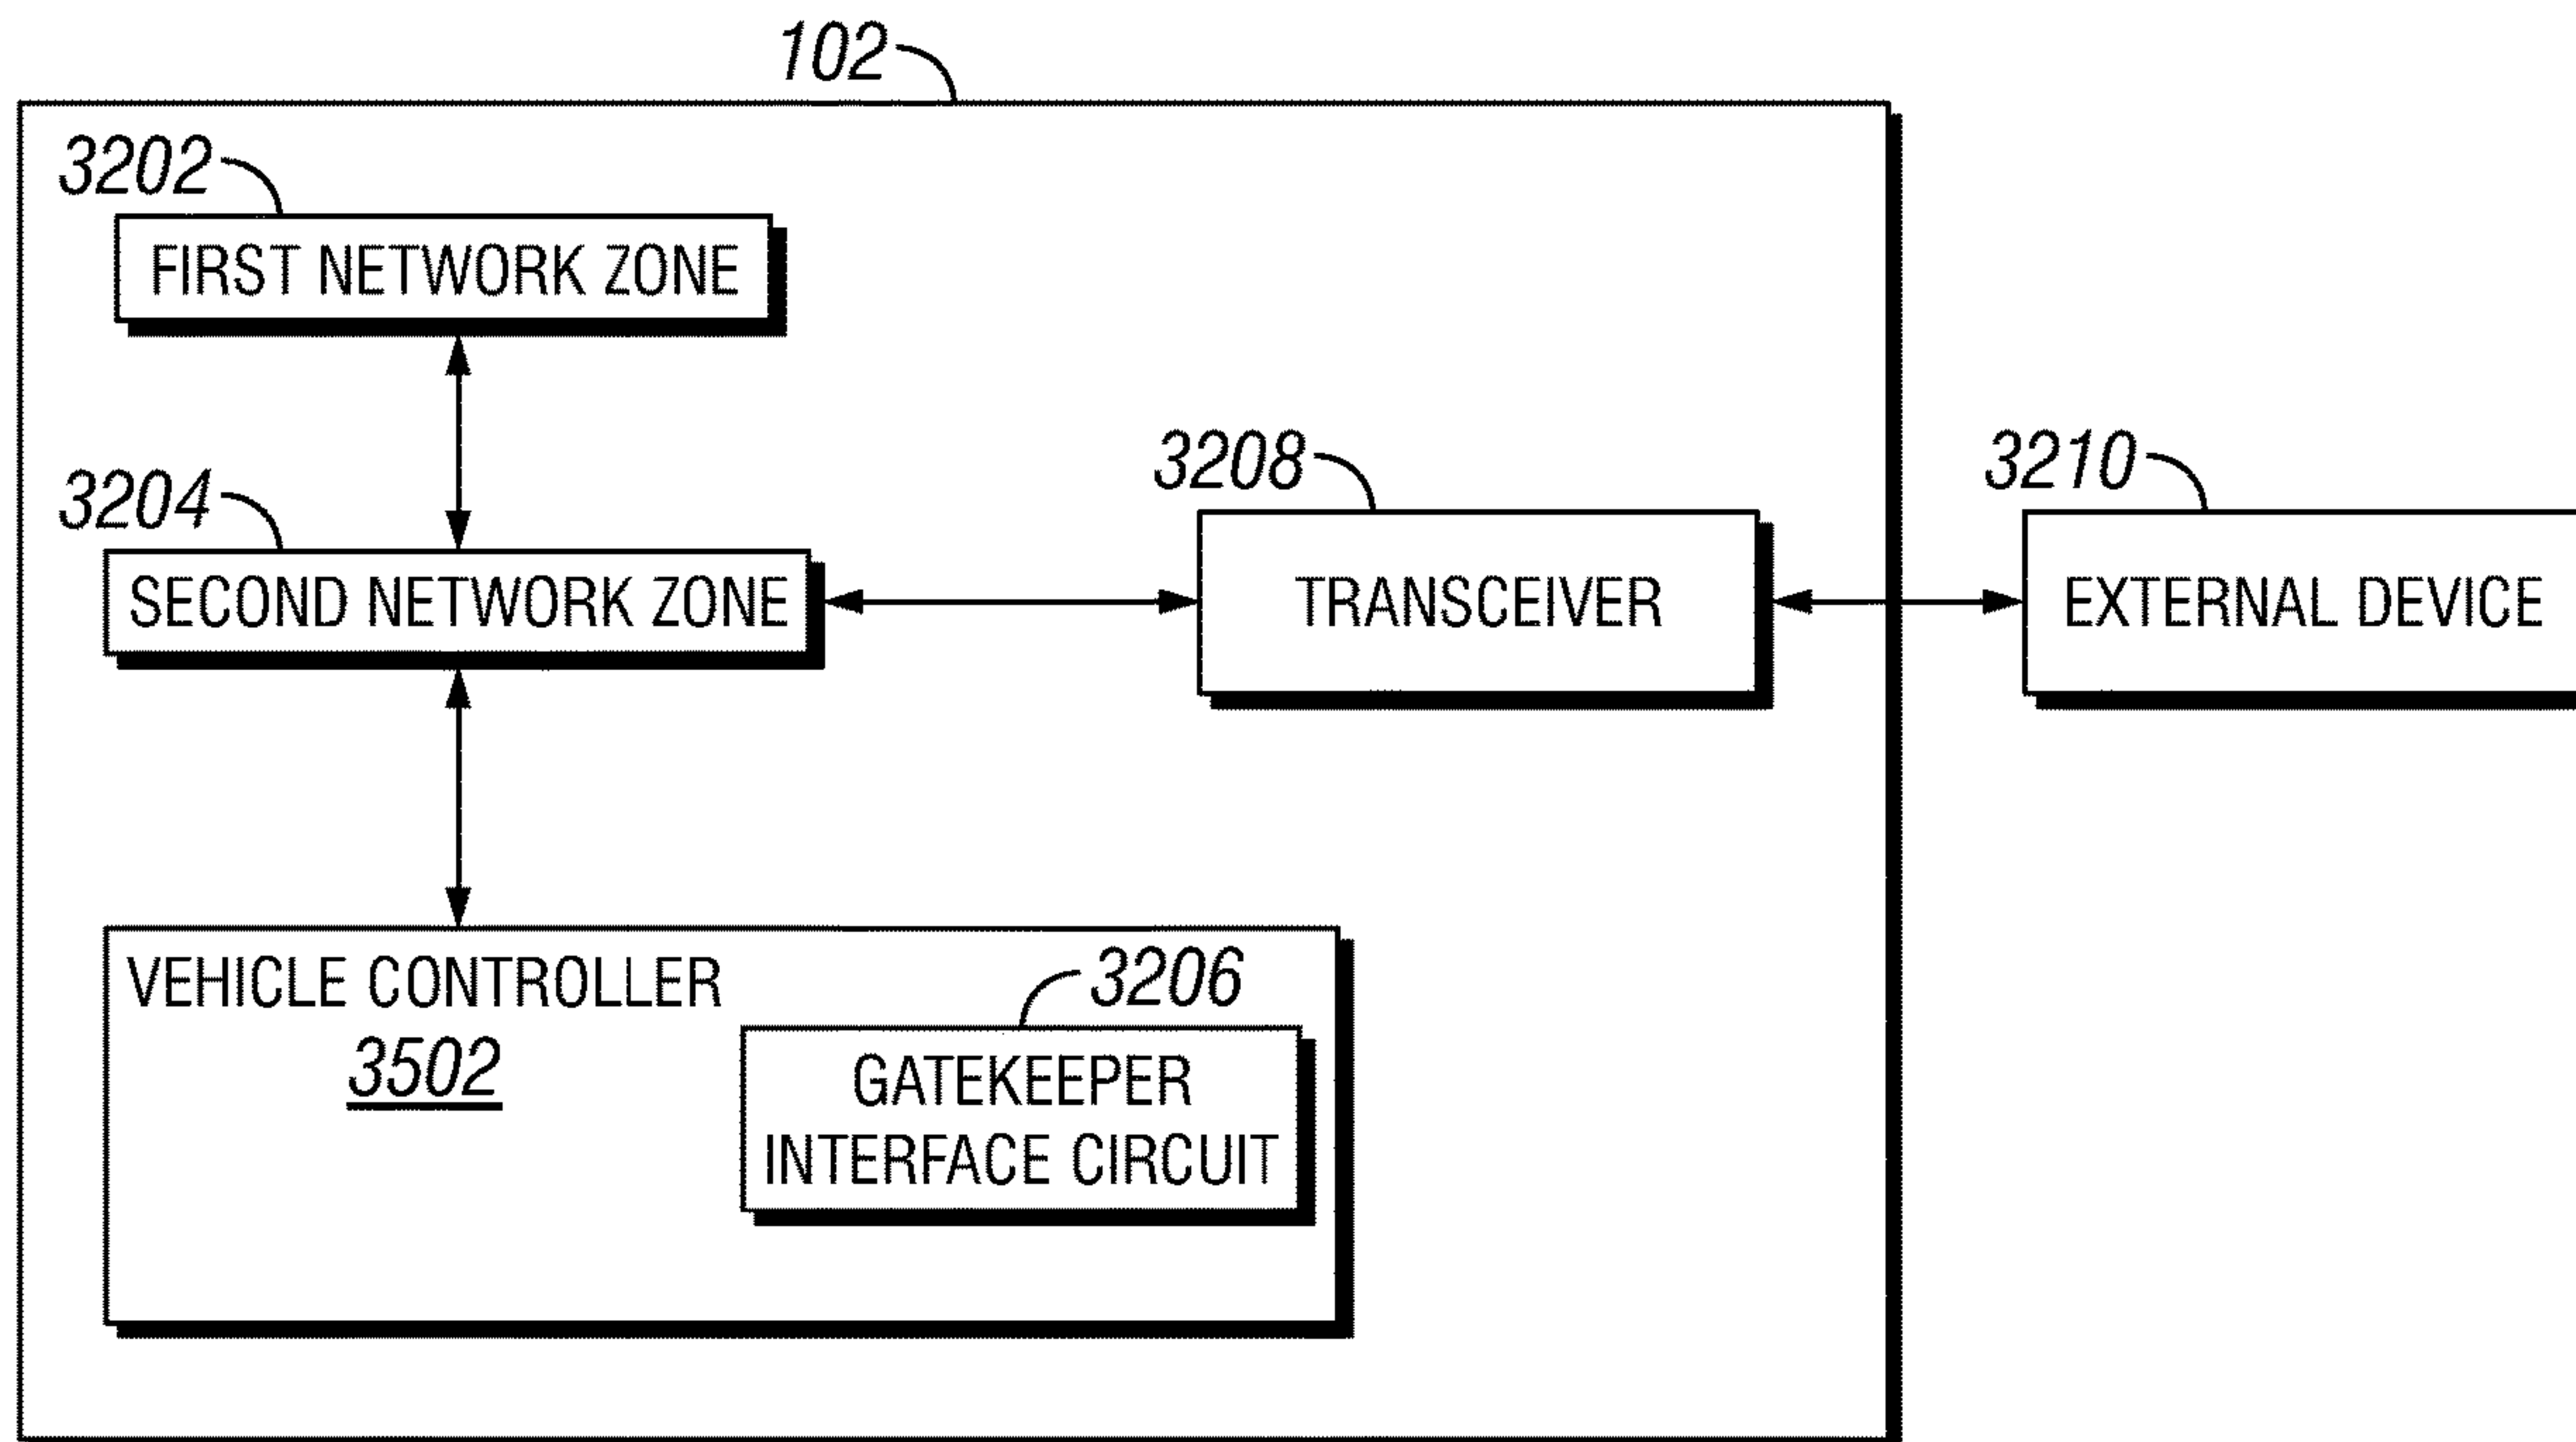 102
3202
FIRST NETWORK ZONE
3204
SECOND NETWORK ZONE
3208
TRANSCEIVER
3210
EXTERNAL DEVICE
VEHICLE CONTROLLER
3502
3206
GATEKEEPER
INTERFACE CIRCUIT